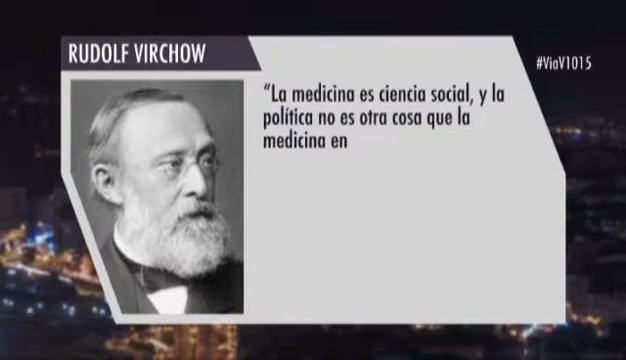 RUDOLF VIRCHOW
#ViaV1015
“La medicina es ciencia social, y la
política no es otra cosa que la
medicina en